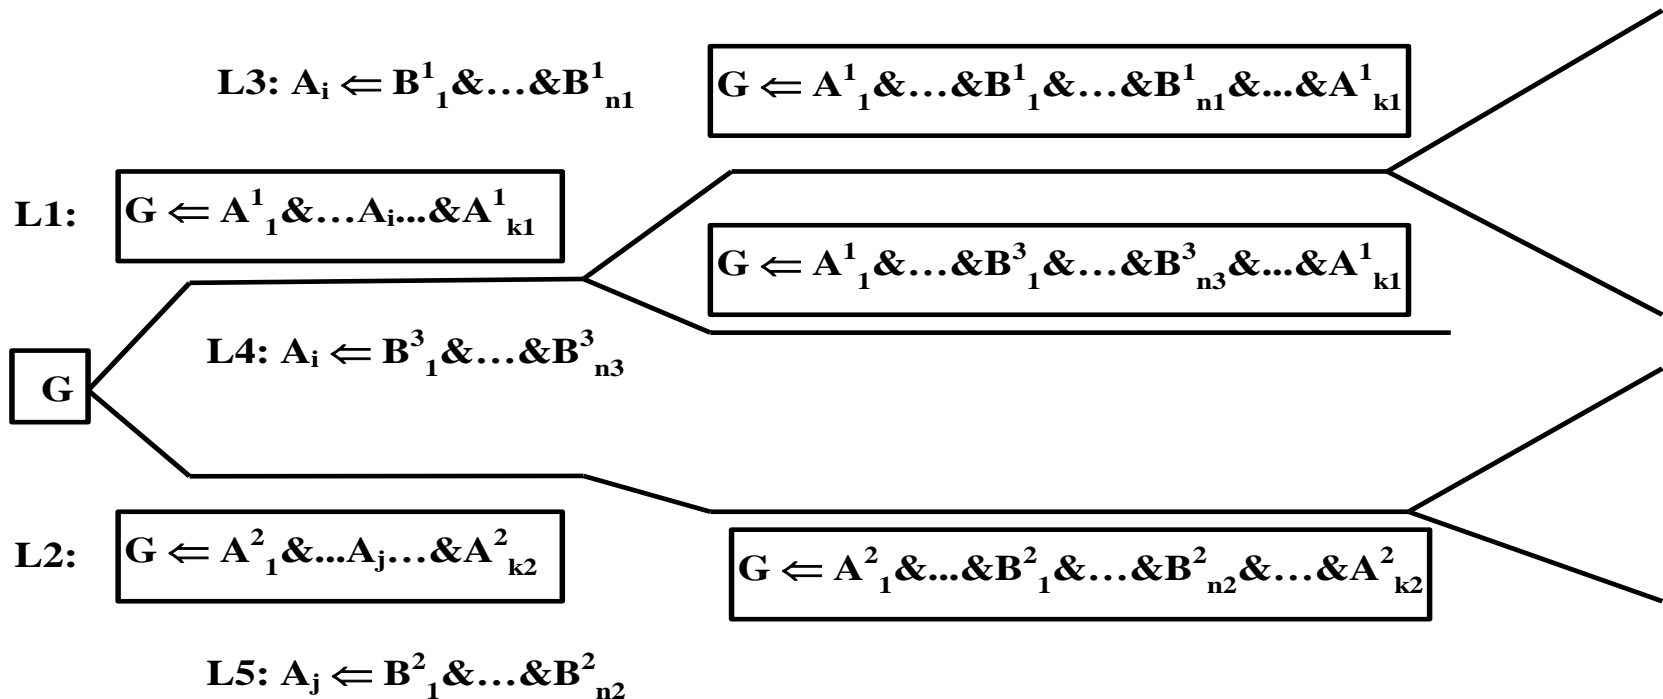 L3: Aᵢ ⇐ B¹₁&…&B¹ₙ₁
G ⇐ A¹₁&…&B¹₁&…&B¹ₙ₁&...&A¹ₖ₁
L1: G ⇐ A¹₁&…Aᵢ...&A¹ₖ₁
G ⇐ A¹₁&…&B³₁&…&B³ₙ₃&...&A¹ₖ₁
L4: Aᵢ ⇐ B³₁&…&B³ₙ₃
G
L2: G ⇐ A²₁&...Aⱼ…&A²ₖ₂
G ⇐ A²₁&...&B²₁&…&B²ₙ₂&…&A²ₖ₂
L5: Aⱼ ⇐ B²₁&…&B²ₙ₂